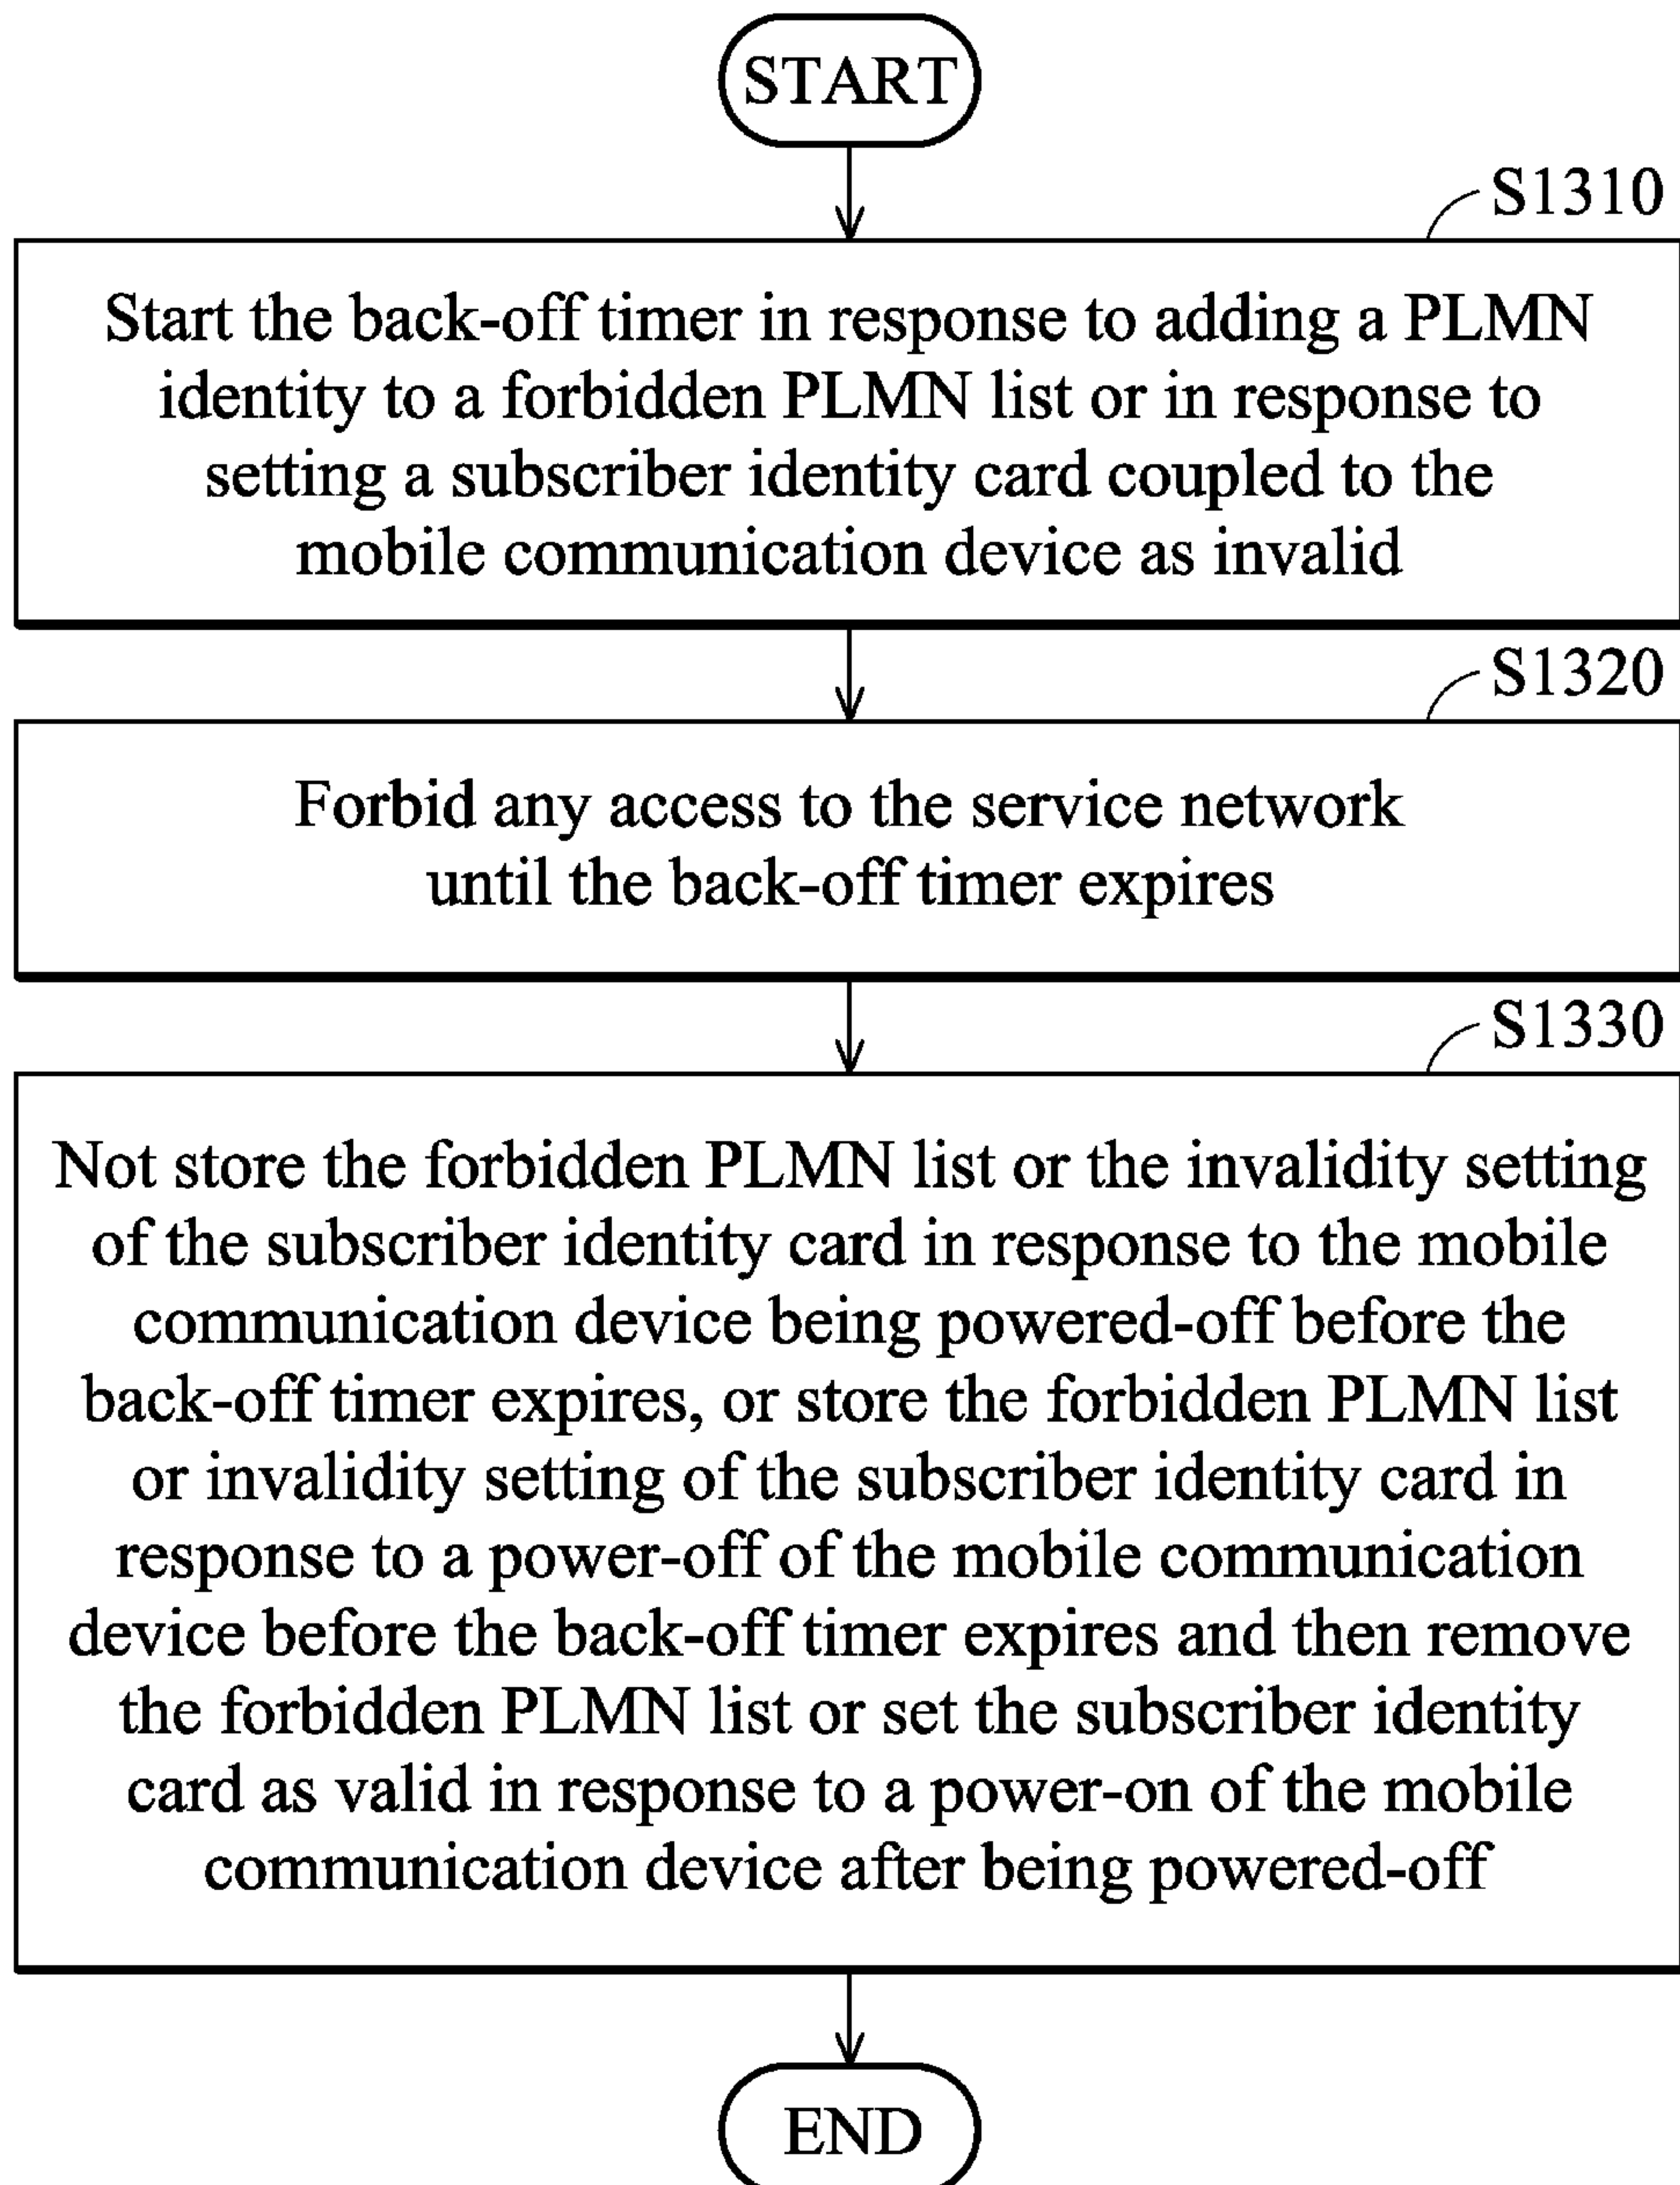 START
S1310
Start the back-off timer in response to adding a PLMN
identity to a forbidden PLMN list or in response to
setting a subscriber identity card coupled to the
mobile communication device as invalid
S1320
Forbid any access to the service network
until the back-off timer expires
S1330
Not store the forbidden PLMN list or the invalidity setting
of the subscriber identity card in response to the mobile
communication device being powered-off before the
back-off timer expires, or store the forbidden PLMN list
or invalidity setting of the subscriber identity card in
response to a power-off of the mobile communication
device before the back-off timer expires and then remove
the forbidden PLMN list or set the subscriber identity
card as valid in response to a power-on of the mobile
communication device after being powered-off
END